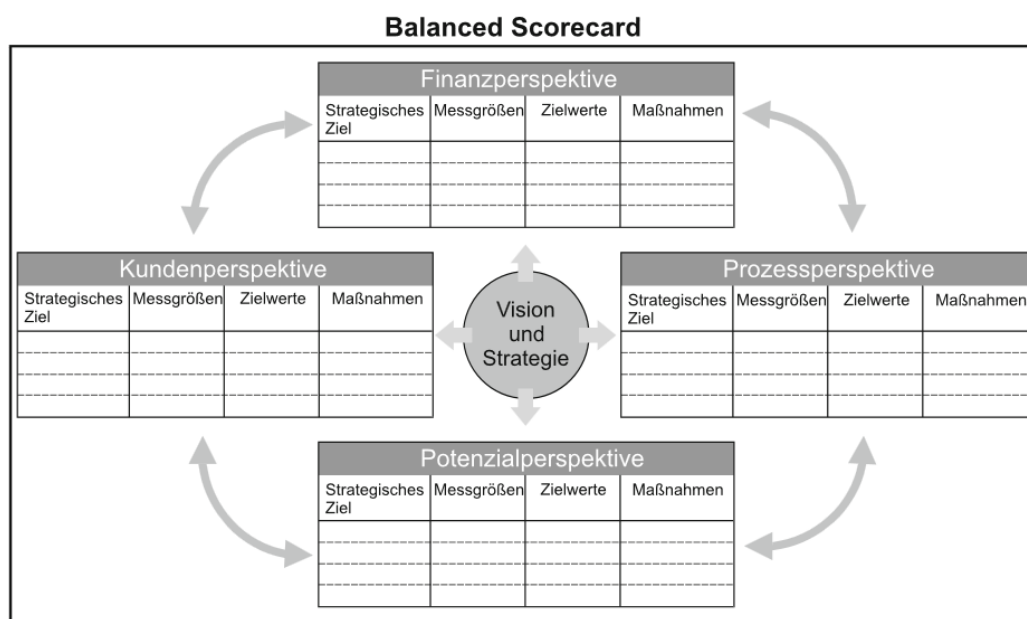 Balanced Scorecard
Finanzperspektive
Strategisches Ziel
Messgrößen
Zielwerte
Maßnahmen
Kundenperspektive
Strategisches Ziel
Messgrößen
Zielwerte
Maßnahmen
Vision
und
Strategie
Prozessperspektive
Strategisches Ziel
Messgrößen
Zielwerte
Maßnahmen
Potenzialperspektive
Strategisches Ziel
Messgrößen
Zielwerte
Maßnahmen